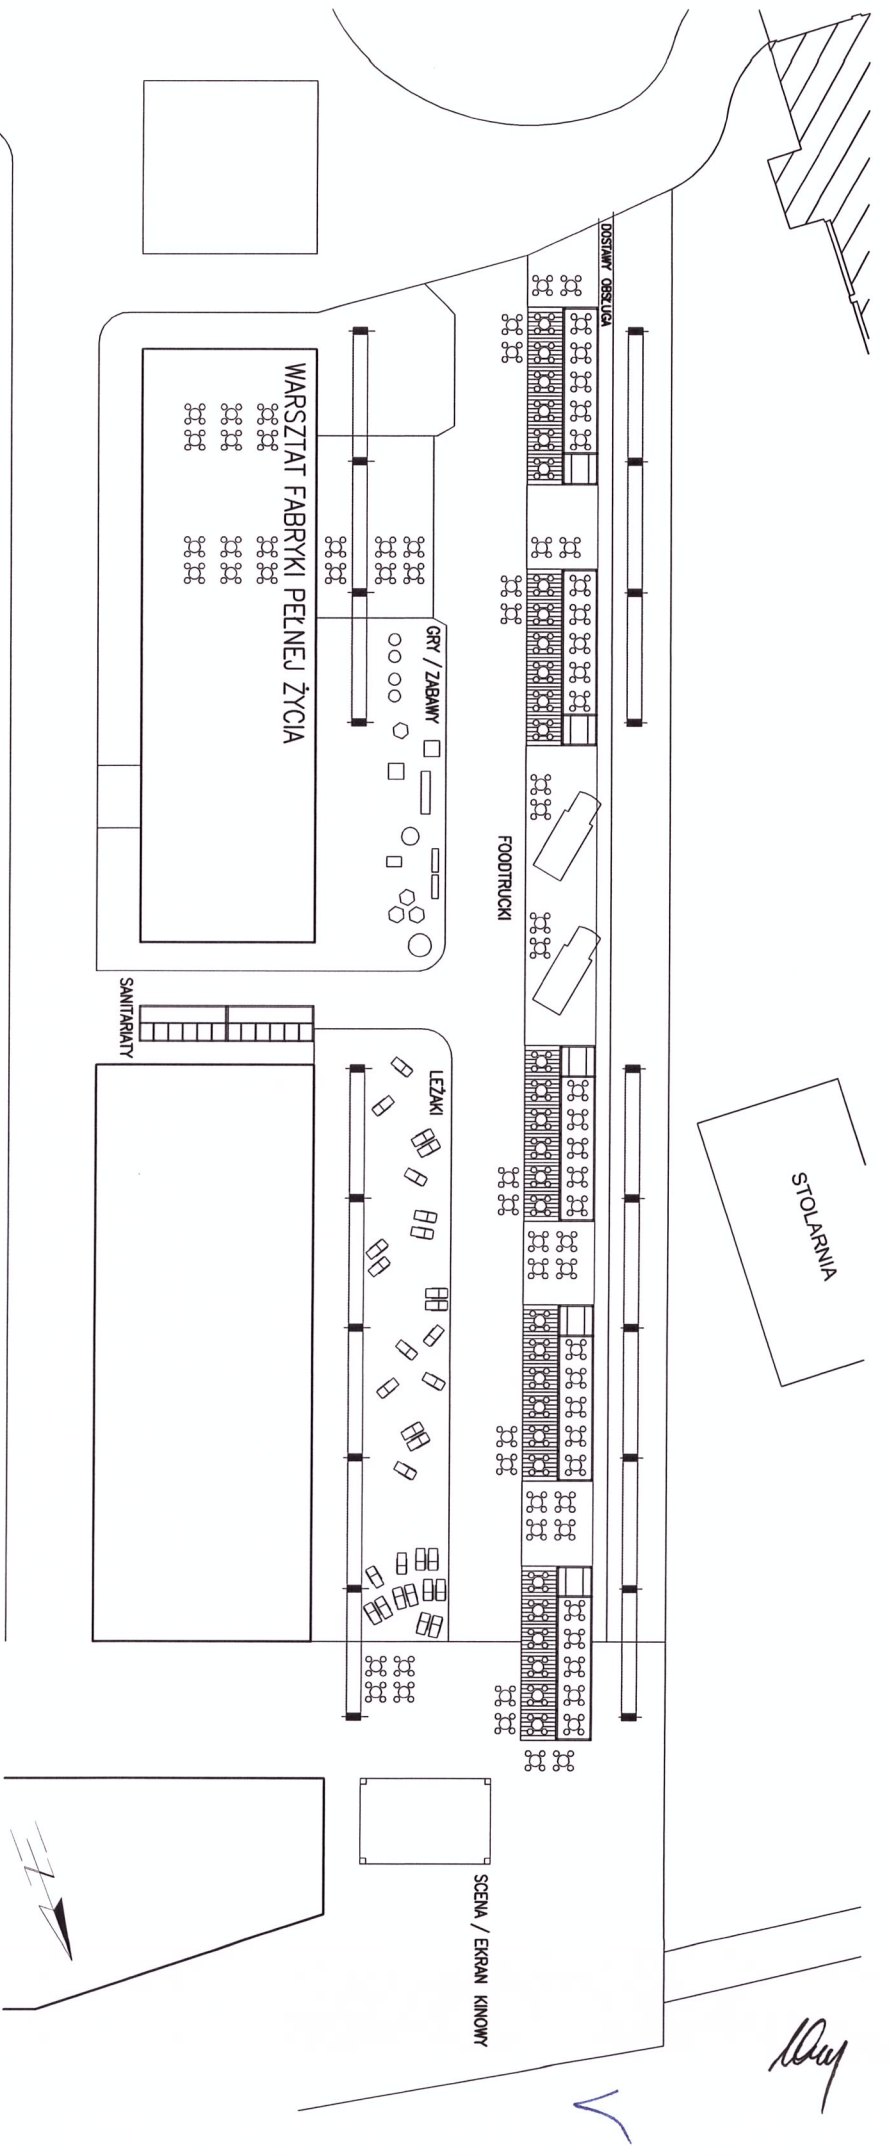 DOSTAWY OBSŁUGA
WARSZTAT FABRYKI PEŁNEJ ŻYCIA
GRY / ZABAWY
FOODTRUCKI
SANITARIATY
LEŻAKI
STOLARNIA
SCENA / EKRAN KINOWY